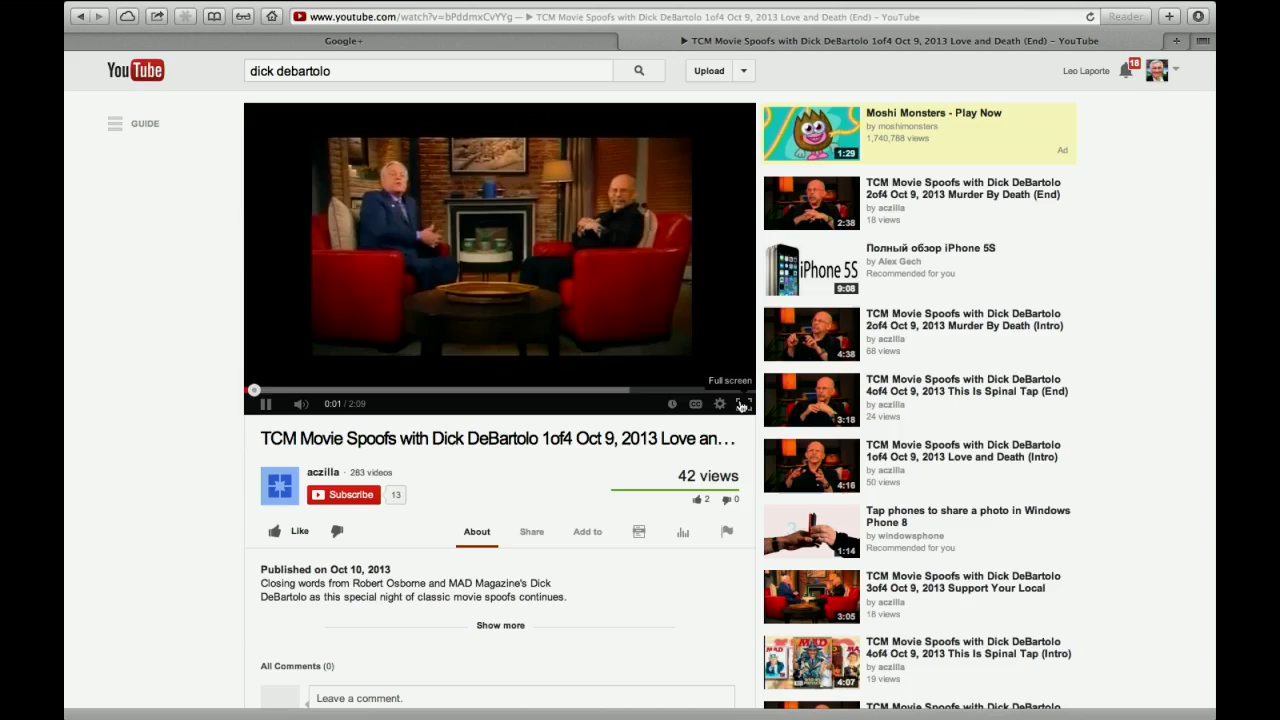 www.youtube.com/watch?v=bPddmxCvYYg — ▶ TCM Movie Spoofs with Dick DeBartolo 1of4 Oct 9, 2013 Love and Death (End) – YouTube
Reader
Google+
▶ TCM Movie Spoofs with Dick DeBartolo 1of4 Oct 9, 2013 Love and Death (End) – YouTube
YouTube
dick debartolo
Upload
Leo Laporte
18
GUIDE
Full screen
0:01 / 2:09
CC
TCM Movie Spoofs with Dick DeBartolo 1of4 Oct 9, 2013 Love an...
aczilla · 283 videos
Subscribe
13
42 views
2
0
Like
About
Share
Add to
Published on Oct 10, 2013
Closing words from Robert Osborne and MAD Magazine's Dick
DeBartolo as this special night of classic movie spoofs continues.
Show more
All Comments (0)
Leave a comment.
Moshi Monsters - Play Now
by moshimonsters
1,740,788 views
Ad
1:29
TCM Movie Spoofs with Dick DeBartolo
2of4 Oct 9, 2013 Murder By Death (End)
by aczilla
18 views
2:38
Полный обзор iPhone 5S
by Alex Gech
Recommended for you
iPhone 5S
9:08
TCM Movie Spoofs with Dick DeBartolo
2of4 Oct 9, 2013 Murder By Death (Intro)
by aczilla
68 views
4:38
TCM Movie Spoofs with Dick DeBartolo
4of4 Oct 9, 2013 This Is Spinal Tap (End)
by aczilla
24 views
3:18
TCM Movie Spoofs with Dick DeBartolo
1of4 Oct 9, 2013 Love and Death (Intro)
by aczilla
50 views
4:16
Tap phones to share a photo in Windows
Phone 8
by windowsphone
Recommended for you
1:14
TCM Movie Spoofs with Dick DeBartolo
3of4 Oct 9, 2013 Support Your Local
by aczilla
16 views
3:05
TCM Movie Spoofs with Dick DeBartolo
4of4 Oct 9, 2013 This Is Spinal Tap (Intro)
by aczilla
19 views
MAD
4:07
TCM Movie Spoofs with Dick DeBartolo